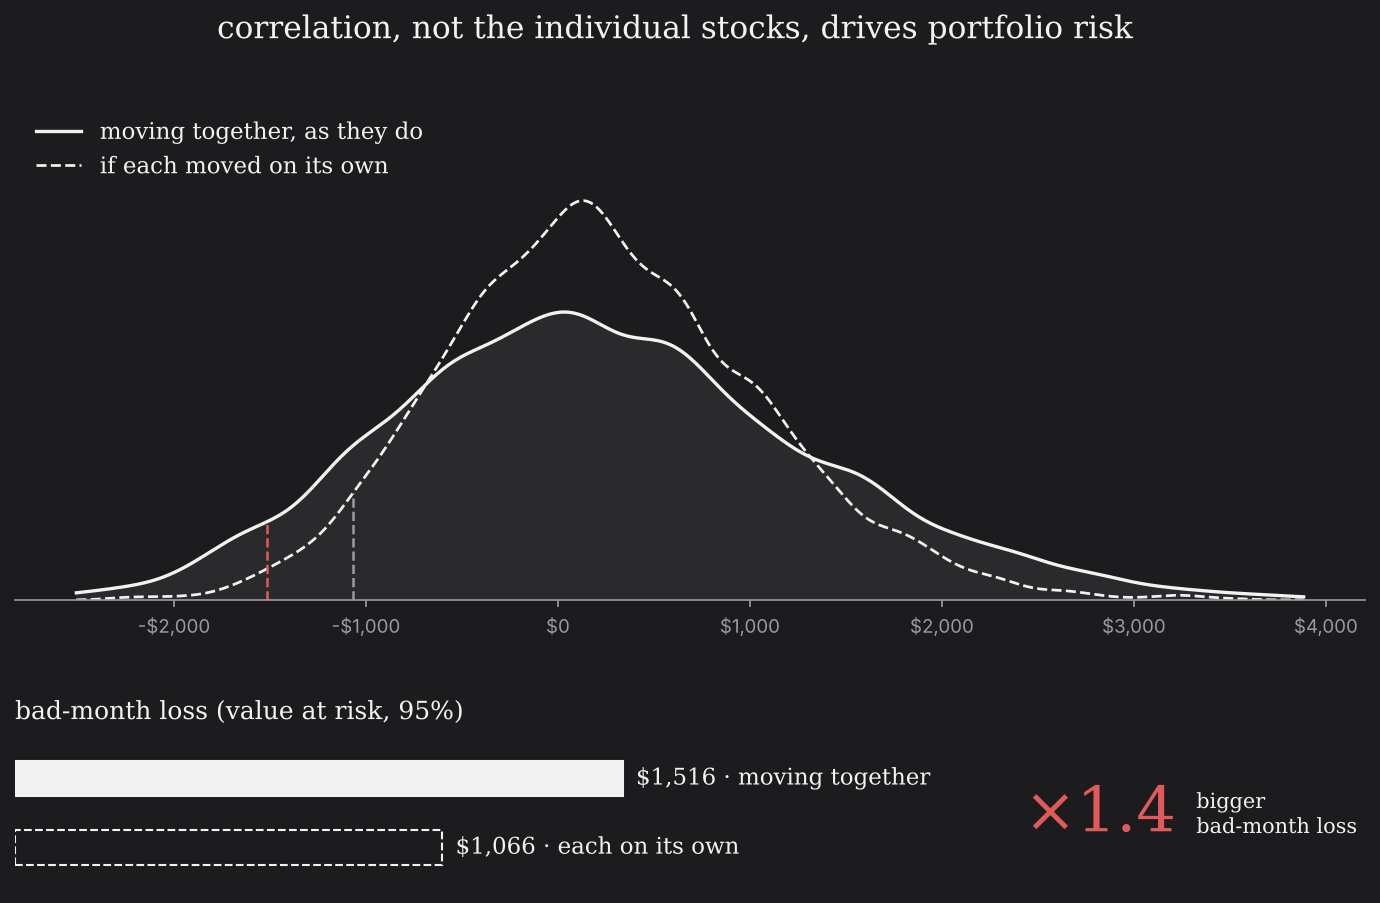 correlation, not the individual stocks, drives portfolio risk
moving together, as they do
if each moved on its own
-$2,000 -$1,000 $0 $1,000 $2,000 $3,000 $4,000
bad-month loss (value at risk, 95%)
$1,516 · moving together
$1,066 · each on its own
×1.4
bigger
bad-month loss